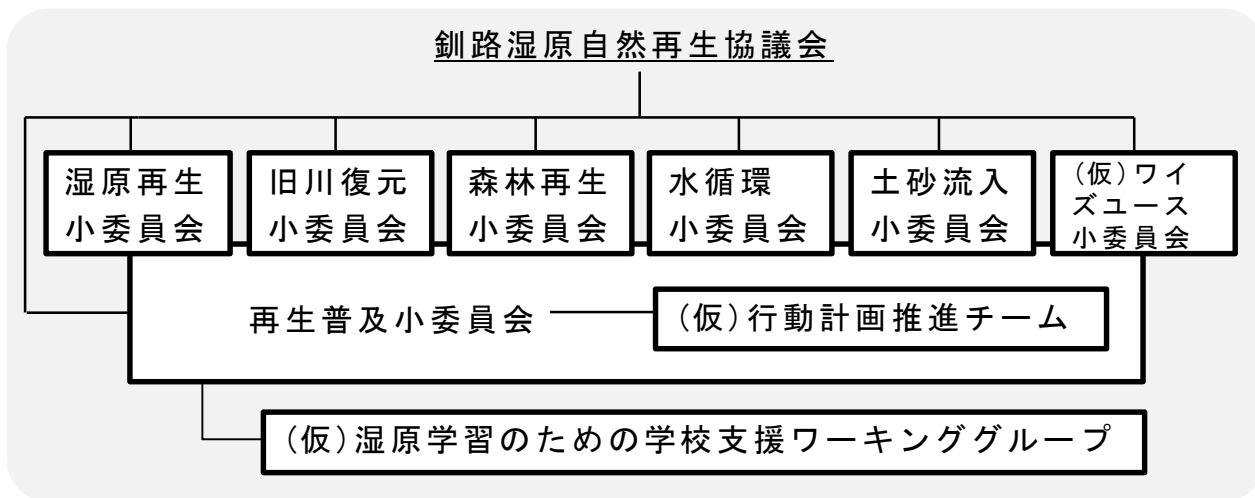 釧路湿原自然再生協議会
湿原再生
小委員会
旧川復元
小委員会
森林再生
小委員会
水循環
小委員会
土砂流入
小委員会
(仮)ワイ
ズユース
小委員会
再生普及小委員会
(仮)行動計画推進チーム
(仮)湿原学習のための学校支援ワーキンググループ